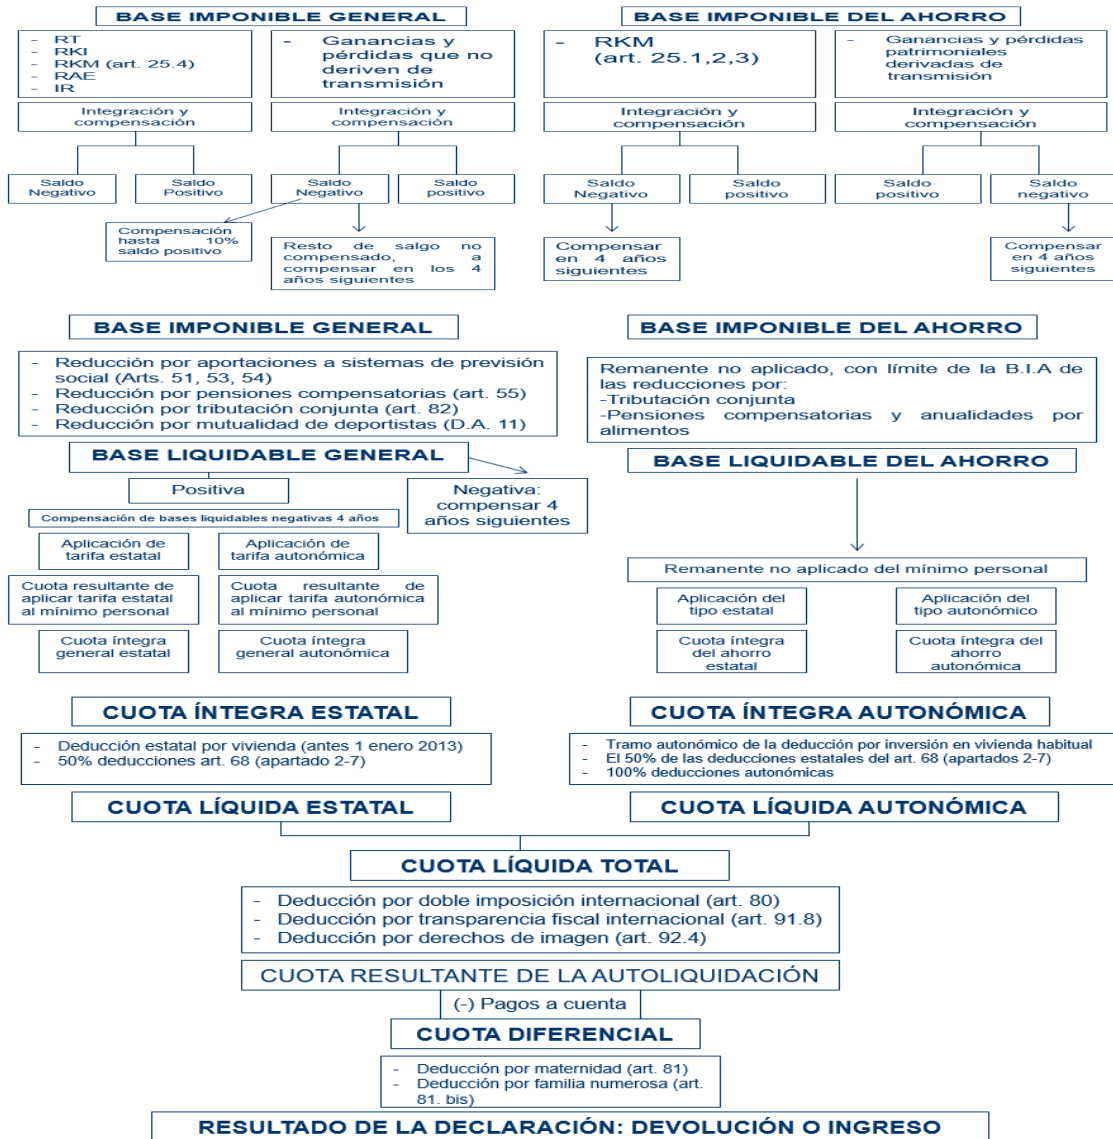 BASE IMPONIBLE GENERAL
- RT
- RKI
- RKM (art. 25.4)
- RAE
- IR
- Ganancias y
pérdidas que no
deriven de
transmisión
Integración y
compensación
Integración y
compensación
Saldo
Negativo
Saldo
Positivo
Saldo
Negativo
Saldo
positivo
Compensación
hasta 10%
saldo positivo
Resto de salgo no
compensado, a
compensar en los 4
años siguientes
BASE IMPONIBLE DEL AHORRO
- RKM
(art. 25.1,2,3)
- Ganancias y pérdidas
patrimoniales
derivadas de
transmisión
Integración y
compensación
Integración y
compensación
Saldo
Negativo
Saldo
positivo
Saldo
positivo
Saldo
negativo
Compensar
en 4 años
siguientes
Compensar
en 4 años
siguientes
BASE IMPONIBLE GENERAL
- Reducción por aportaciones a sistemas de previsión
social (Arts. 51, 53, 54)
- Reducción por pensiones compensatorias (art. 55)
- Reducción por tributación conjunta (art. 82)
- Reducción por mutualidad de deportistas (D.A. 11)
BASE LIQUIDABLE GENERAL
Positiva
Negativa:
compensar 4
años siguientes
Compensación de bases liquidables negativas 4 años
Aplicación de
tarifa estatal
Aplicación de
tarifa autonómica
Cuota resultante de
aplicar tarifa estatal
al mínimo personal
Cuota resultante de
aplicar tarifa autonómica
al mínimo personal
Cuota íntegra
general estatal
Cuota íntegra
general autonómica
BASE IMPONIBLE DEL AHORRO
Remanente no aplicado, con límite de la B.I.A de
las reducciones por:
-Tributación conjunta
-Pensiones compensatorias y anualidades por
alimentos
BASE LIQUIDABLE DEL AHORRO
Remanente no aplicado del mínimo personal
Aplicación del
tipo estatal
Aplicación del
tipo autonómico
Cuota íntegra
del ahorro
estatal
Cuota íntegra del
ahorro
autonómica
CUOTA ÍNTEGRA ESTATAL
- Deducción estatal por vivienda (antes 1 enero 2013)
- 50% deducciones art. 68 (apartado 2-7)
CUOTA LÍQUIDA ESTATAL
CUOTA ÍNTEGRA AUTONÓMICA
- Tramo autonómico de la deducción por inversión en vivienda habitual
- El 50% de las deducciones estatales del art. 68 (apartados 2-7)
- 100% deducciones autonómicas
CUOTA LÍQUIDA AUTONÓMICA
CUOTA LÍQUIDA TOTAL
- Deducción por doble imposición internacional (art. 80)
- Deducción por transparencia fiscal internacional (art. 91.8)
- Deducción por derechos de imagen (art. 92.4)
CUOTA RESULTANTE DE LA AUTOLIQUIDACIÓN
(-) Pagos a cuenta
CUOTA DIFERENCIAL
- Deducción por maternidad (art. 81)
- Deducción por familia numerosa (art.
81. bis)
RESULTADO DE LA DECLARACIÓN: DEVOLUCIÓN O INGRESO